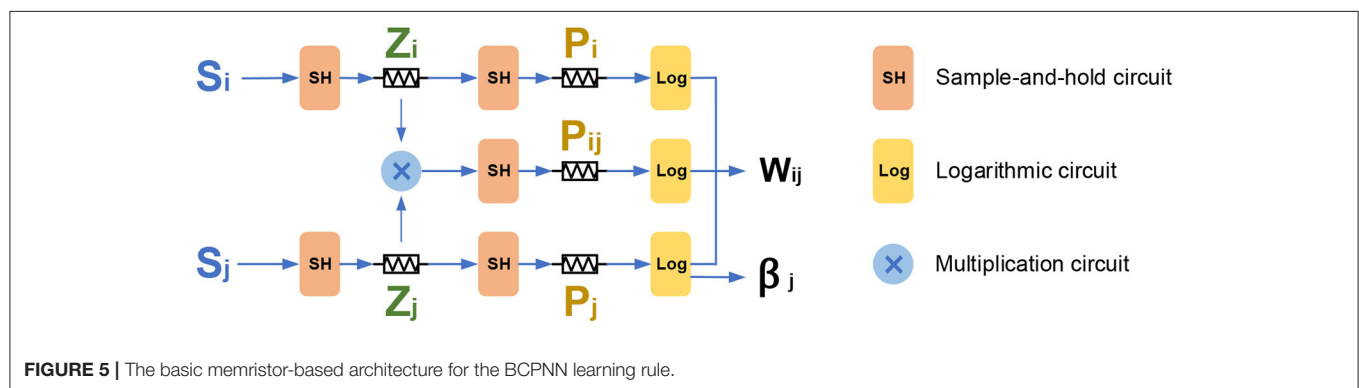 Zi
Pi
Si
SH
SH
Log
SH
Sample-and-hold circuit
Pij
×
SH
Log
Wij
Log
Logarithmic circuit
Sj
SH
SH
Log
βj
×
Multiplication circuit
Zj
Pj
FIGURE 5 | The basic memristor-based architecture for the BCPNN learning rule.